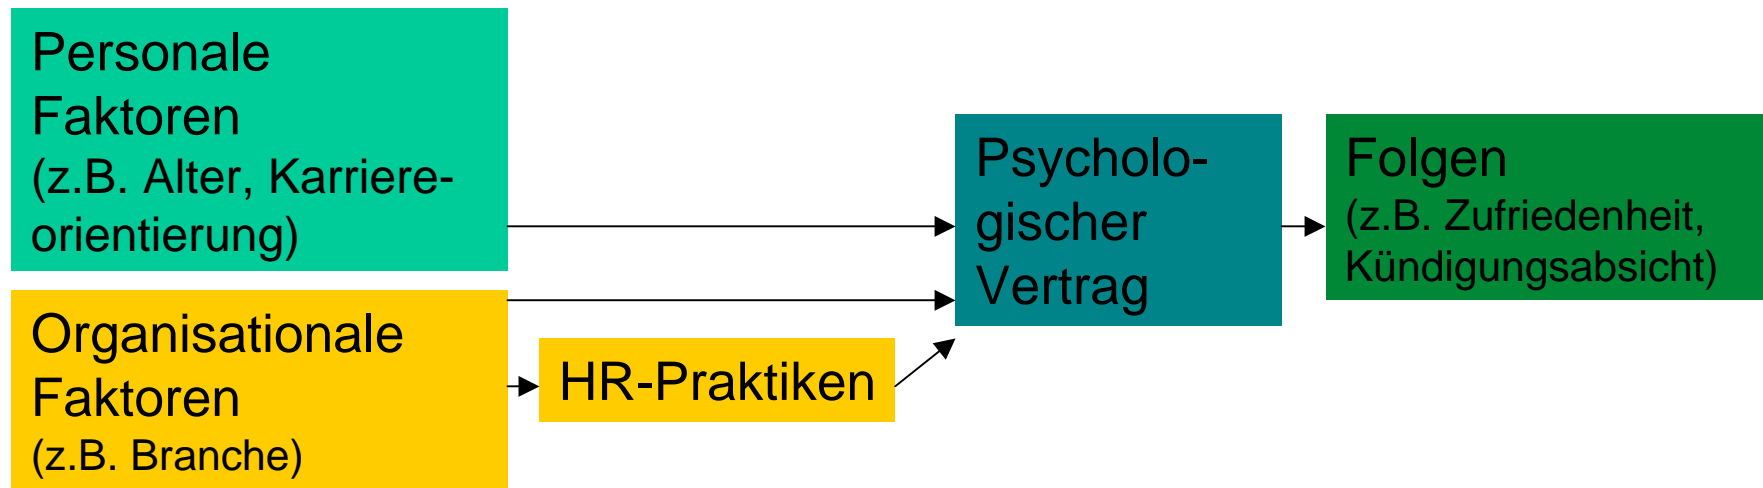 Personale
Faktoren
(z.B. Alter, Karriere-
orientierung)
Organisationale
Faktoren
(z.B. Branche)
HR-Praktiken
Psycholo-
gischer
Vertrag
Folgen
(z.B. Zufriedenheit,
Kündigungsabsicht)